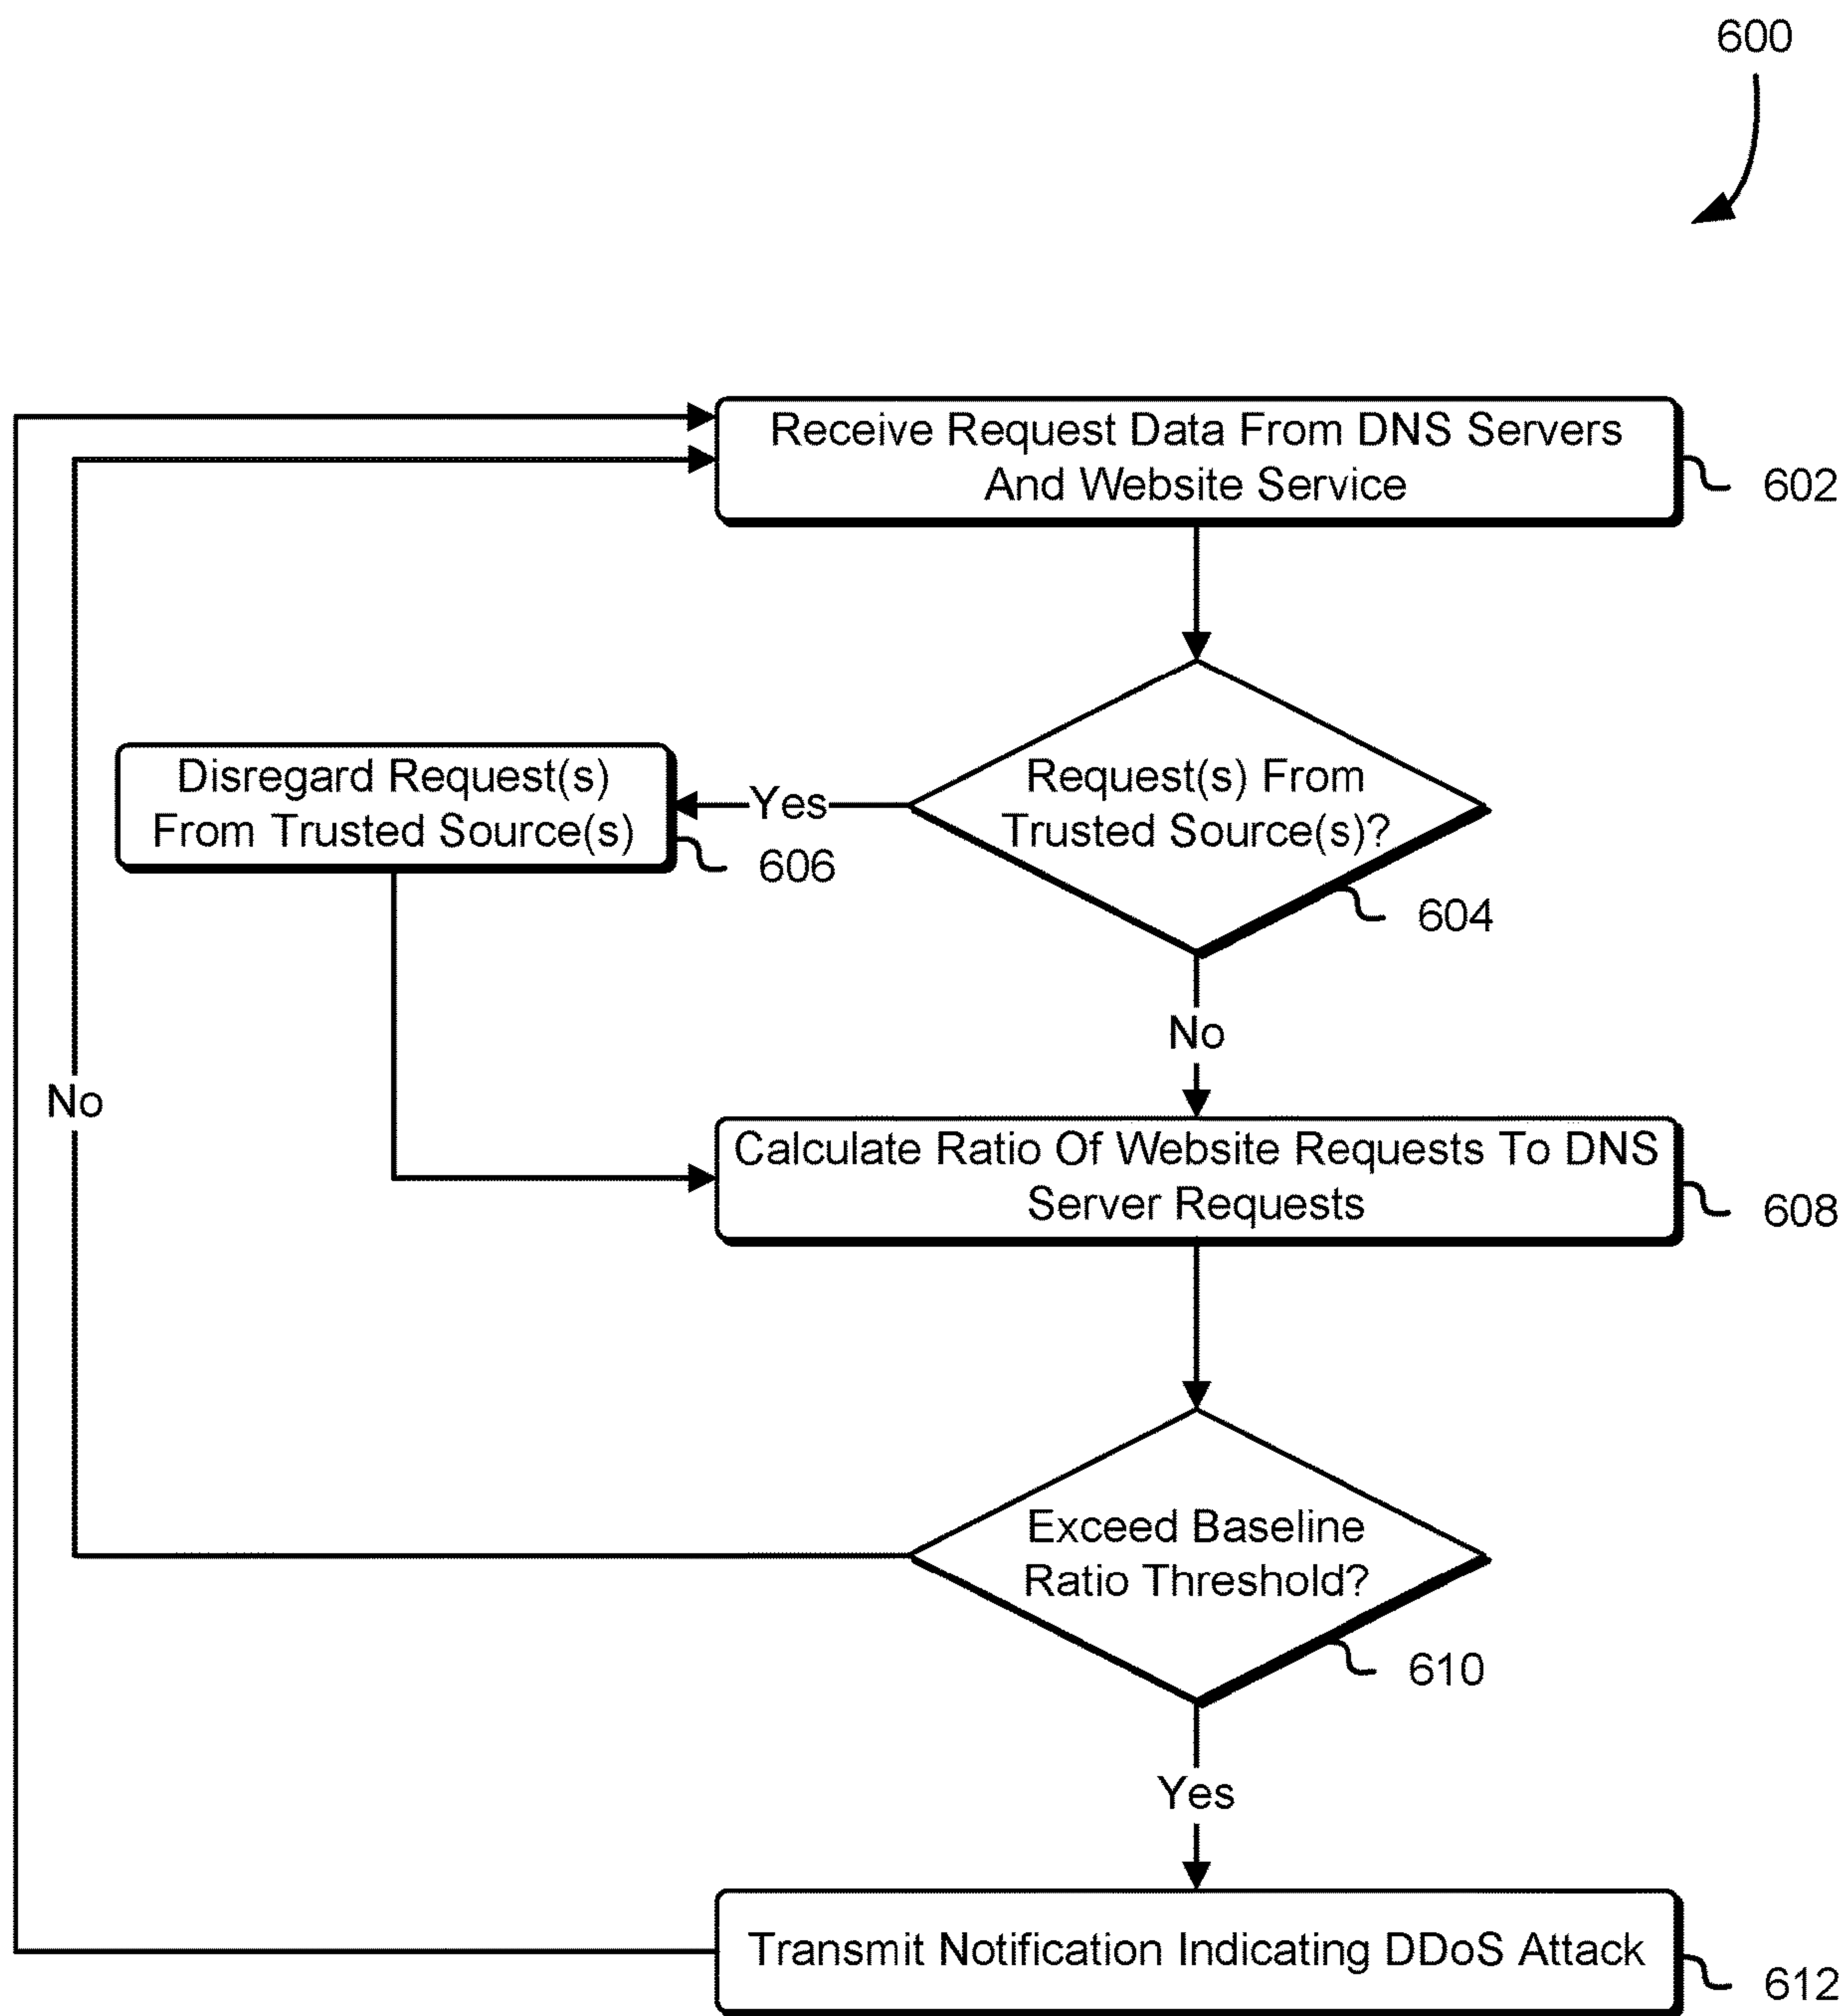 600
Receive Request Data From DNS Servers
And Website Service
602
Request(s) From
Trusted Source(s)?
604
Yes
Disregard Request(s)
From Trusted Source(s)
606
No
Calculate Ratio Of Website Requests To DNS
Server Requests
608
Exceed Baseline
Ratio Threshold?
610
No
Yes
Transmit Notification Indicating DDoS Attack
612